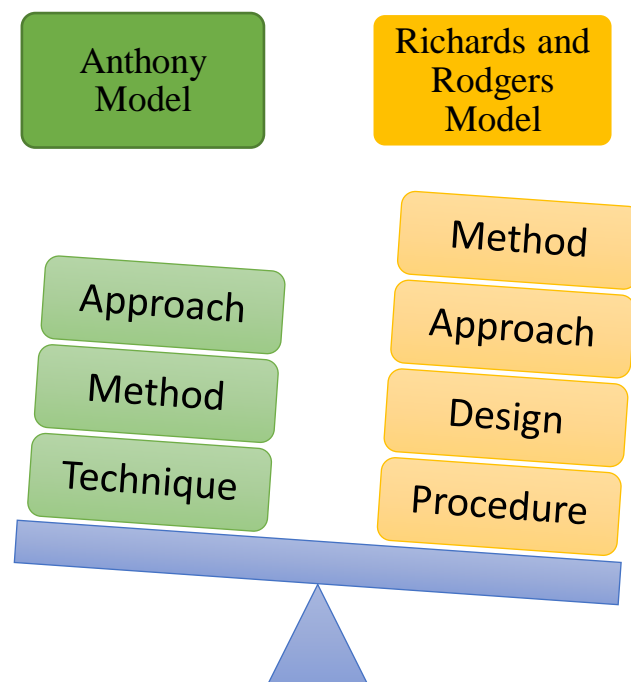 Anthony
Model
Richards and
Rodgers
Model
Approach
Method
Technique
Method
Approach
Design
Procedure